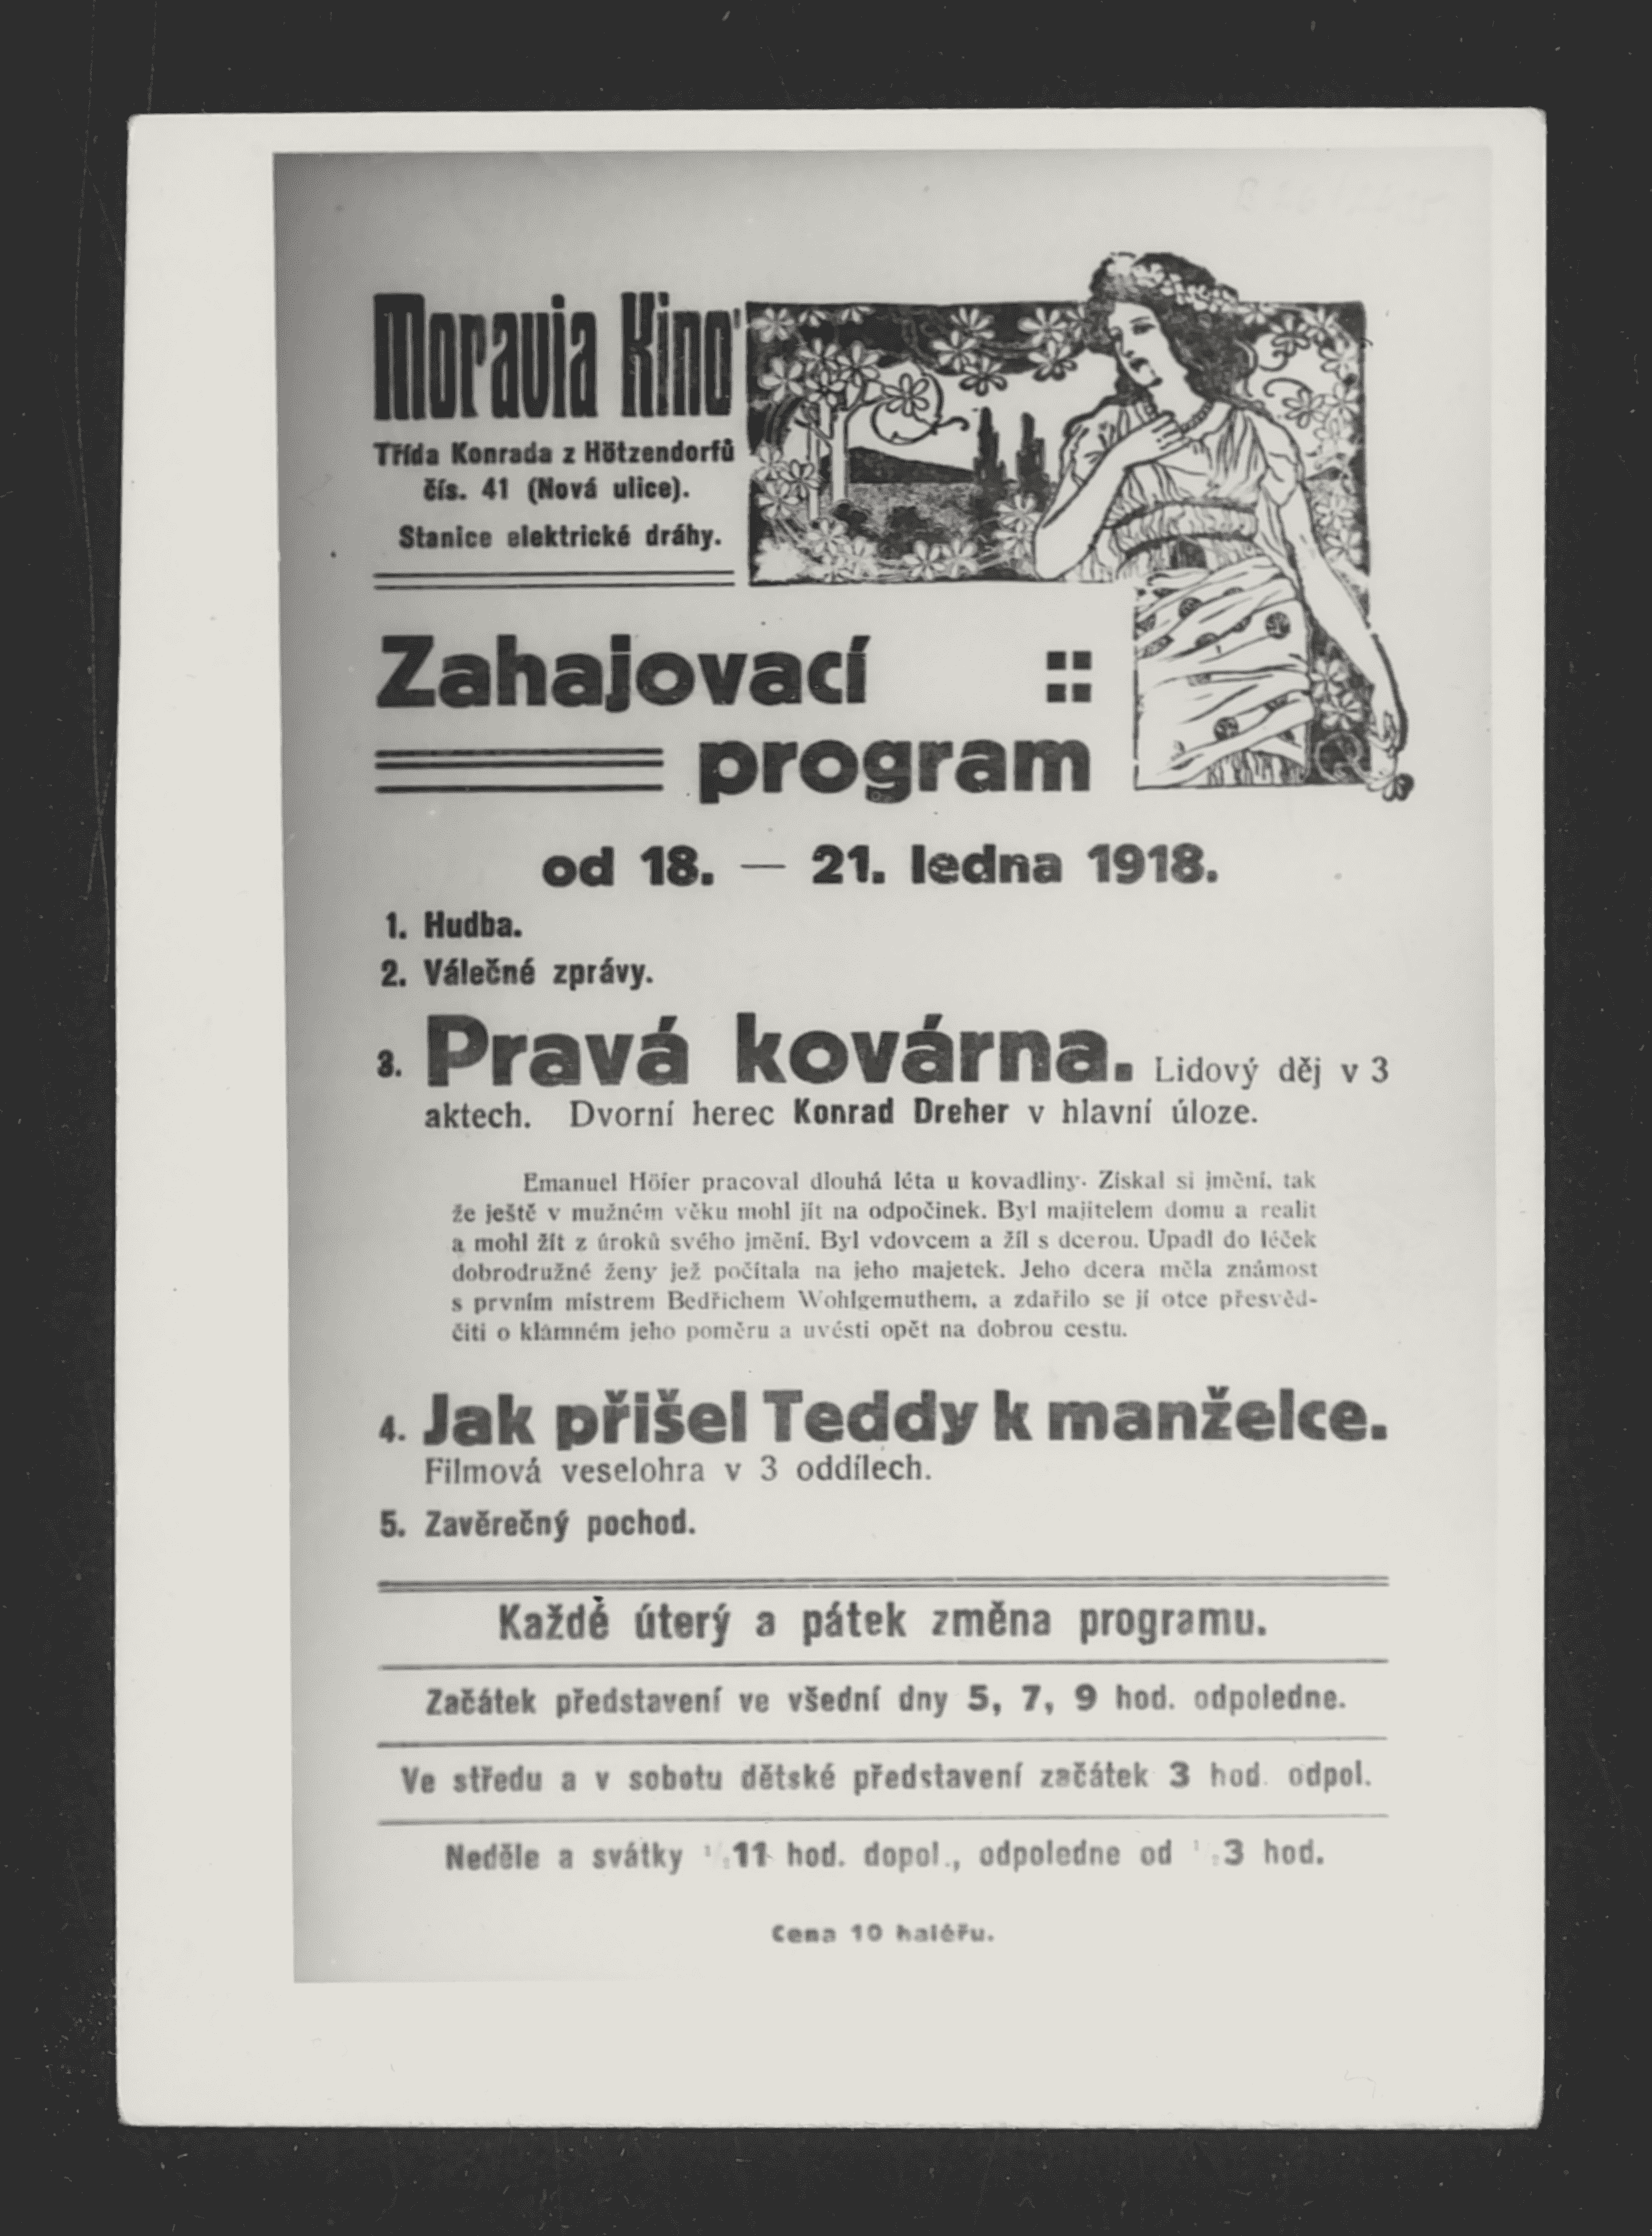 Moravia Kino
Třída Konrada z Hötzendorfů
čís. 41 (Nová ulice).
Stanice elektrické dráhy.
Zahajovací ::
program
od 18. — 21. ledna 1918.
1. Hudba.
2. Válečné zprávy.
3. Pravá kovárna. Lidový děj v 3
aktech. Dvorní herec Konrad Dreher v hlavní úloze.
Emanuel Höfer pracoval dlouhá léta u kovadliny. Získal si jmění, tak
že ještě v mužném věku mohl jít na odpočinek. Byl majitelem domu a realit
a mohl žít z úroků svého jmění. Byl vdovcem a žil s dcerou. Upadl do léček
dobrodružné ženy jež počítala na jeho majetek. Jeho dcera měla známost
s prvním mistrem Bedřichem Wohlgemuthem, a zdařilo se jí otce přesvěd-
čiti o klamném jeho poměru a uvésti opět na dobrou cestu.
4. Jak přišel Teddy k manželce.
Filmová veselohra v 3 oddílech.
5. Zavěrečný pochod.
Každé úterý a pátek změna programu.
Začátek představení ve všední dny 5, 7, 9 hod. odpoledne.
Ve středu a v sobotu dětské představení začátek 3 hod. odpol.
Neděle a svátky 11 hod. dopol., odpoledne od 3 hod.
Cena 10 haléřu.